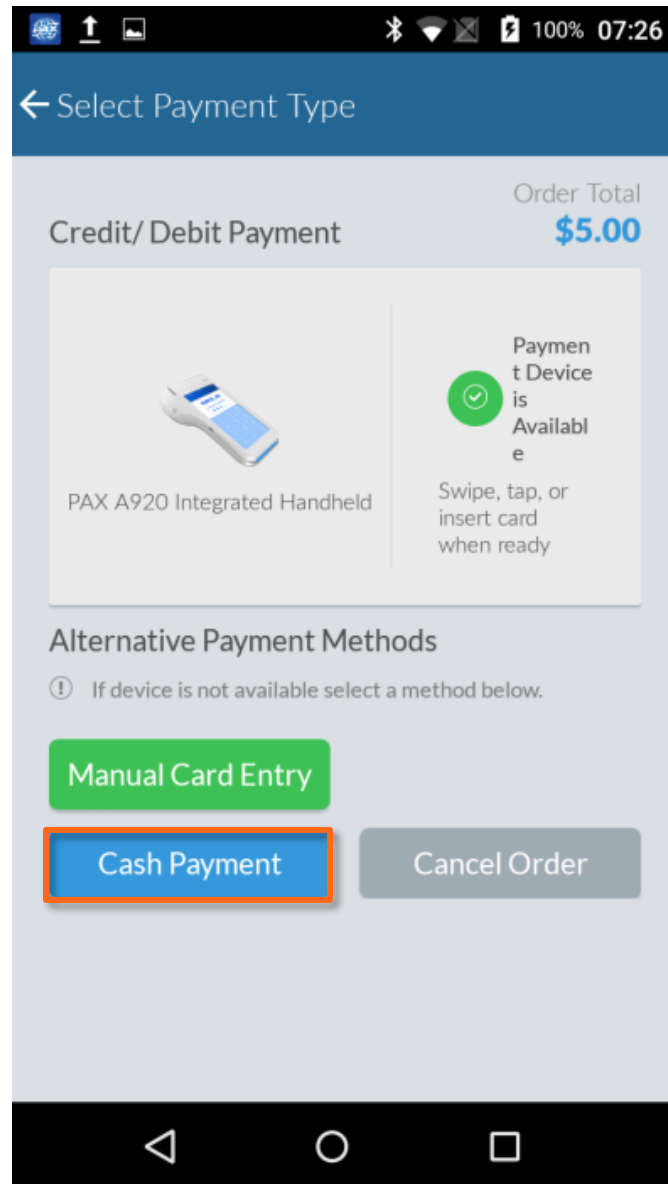 100% 07:26
Select Payment Type
Order Total
Credit/ Debit Payment
$5.00
Paymen
t Device
is
Availabl
e
PAX A920 Integrated Handheld
Swipe, tap, or
insert card
when ready
Alternative Payment Methods
If device is not available select a method below.
Manual Card Entry
Cash Payment
Cancel Order